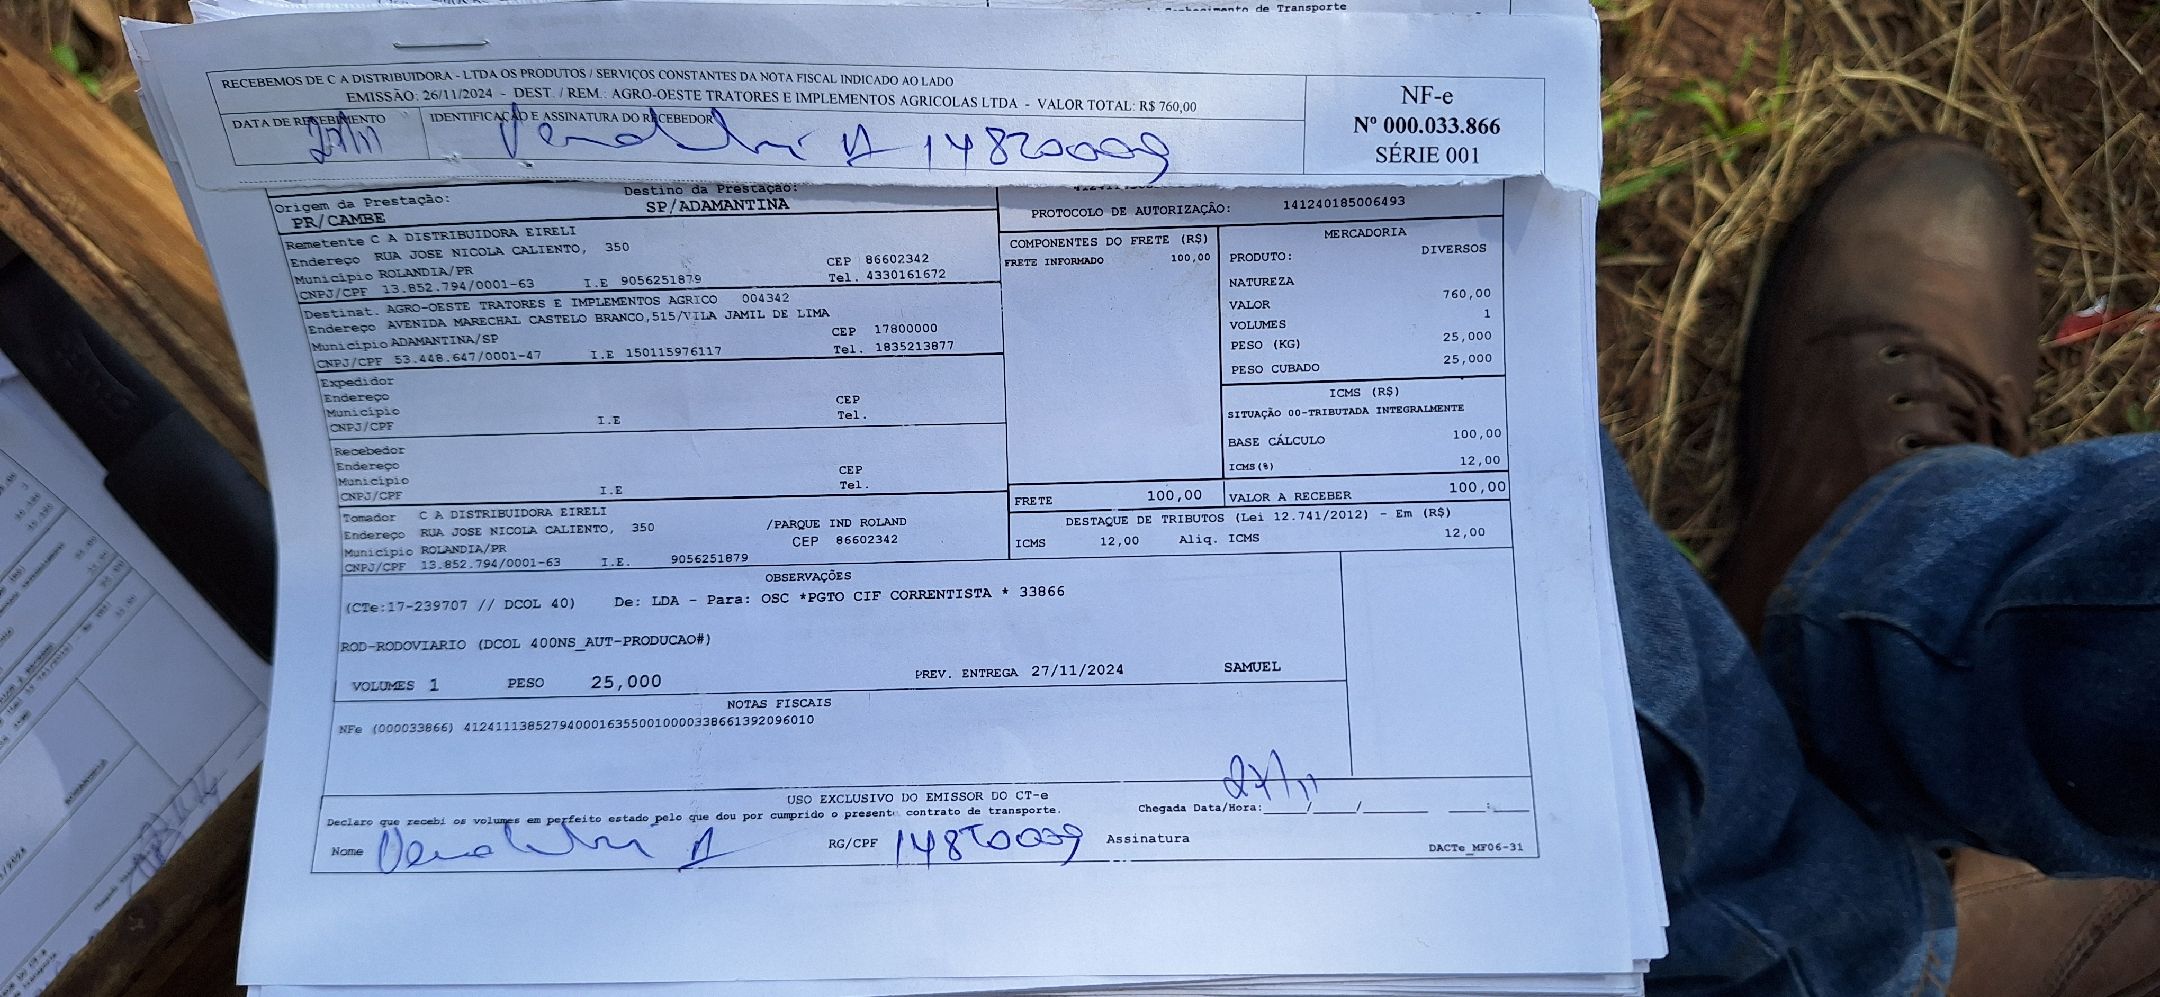 de Transporte
RECEBEMOS DE C A DISTRIBUIDORA - LTDA OS PRODUTOS / SERVIÇOS CONSTANTES DA NOTA FISCAL INDICADO AO LADO
EMISSÃO: 26/11/2024 - DEST. / REM.: AGRO-OESTE TRATORES E IMPLEMENTOS AGRICOLAS LTDA - VALOR TOTAL: R$ 760,00
DATA DE RECEBIMENTO
IDENTIFICAÇÃO E ASSINATURA DO RECEBEDOR
NF-e
Nº 000.033.866
SÉRIE 001
Origem da Prestação:
PR/CAMBE
Destino da Prestação:
SP/ADAMANTINA
PROTOCOLO DE AUTORIZAÇÃO: 141240185006493
Remetente C A DISTRIBUIDORA EIRELI
Endereço RUA JOSE NICOLA CALIENTO, 350
Município ROLANDIA/PR CEP 86602342
CNPJ/CPF 13.852.794/0001-63 I.E 9056251879 Tel. 4330161672
Destinat. AGRO-OESTE TRATORES E IMPLEMENTOS AGRICO 004342
Endereço AVENIDA MARECHAL CASTELO BRANCO,515/VILA JAMIL DE LIMA
Município ADAMANTINA/SP CEP 17800000
CNPJ/CPF 53.448.647/0001-47 I.E 150115976117 Tel. 1835213877
Expedidor
Endereço
Município CEP
CNPJ/CPF I.E Tel.
Recebedor
Endereço
Município CEP
CNPJ/CPF I.E Tel.
Tomador C A DISTRIBUIDORA EIRELI
Endereço RUA JOSE NICOLA CALIENTO, 350 /PARQUE IND ROLAND
Município ROLANDIA/PR CEP 86602342
CNPJ/CPF 13.852.794/0001-63 I.E. 9056251879
COMPONENTES DO FRETE (R$)
FRETE INFORMADO 100,00
MERCADORIA
PRODUTO: DIVERSOS
NATUREZA
VALOR 760,00
VOLUMES 1
PESO (KG) 25,000
PESO CUBADO 25,000
ICMS (R$)
SITUAÇÃO 00-TRIBUTADA INTEGRALMENTE
BASE CÁLCULO 100,00
ICMS(%) 12,00
FRETE 100,00 VALOR A RECEBER 100,00
DESTAQUE DE TRIBUTOS (Lei 12.741/2012) - Em (R$)
ICMS 12,00 Aliq. ICMS 12,00
OBSERVAÇÕES
(CTe:17-239707 // DCOL 40) De: LDA - Para: OSC *PGTO CIF CORRENTISTA * 33866
ROD-RODOVIARIO (DCOL 400NS_AUT-PRODUCAO#)
VOLUMES 1 PESO 25,000 PREV. ENTREGA 27/11/2024 SAMUEL
NOTAS FISCAIS
NFe (000033866) 41241113852794000163550010000338661392096010
USO EXCLUSIVO DO EMISSOR DO CT-e
Declaro que recebi os volumes em perfeito estado pelo que dou por cumprido o presente contrato de transporte.
Chegada Data/Hora: 27/11
Nome
RG/CPF
Assinatura
DACTe_MF06-31